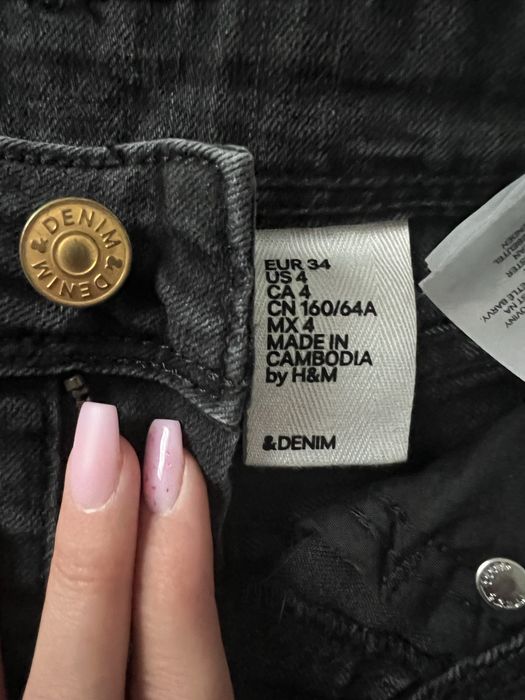 & DENIM & DENIM
EUR 34
US 4
CA 4
CN 160/64A
MX 4
MADE IN
CAMBODIA
by H&M
&DENIM